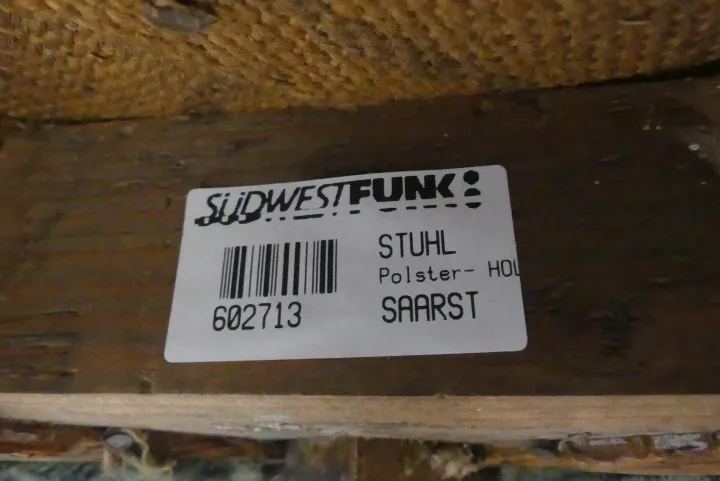 SÜDWESTFUNK
STUHL
Polster- HOL
602713
SAARST